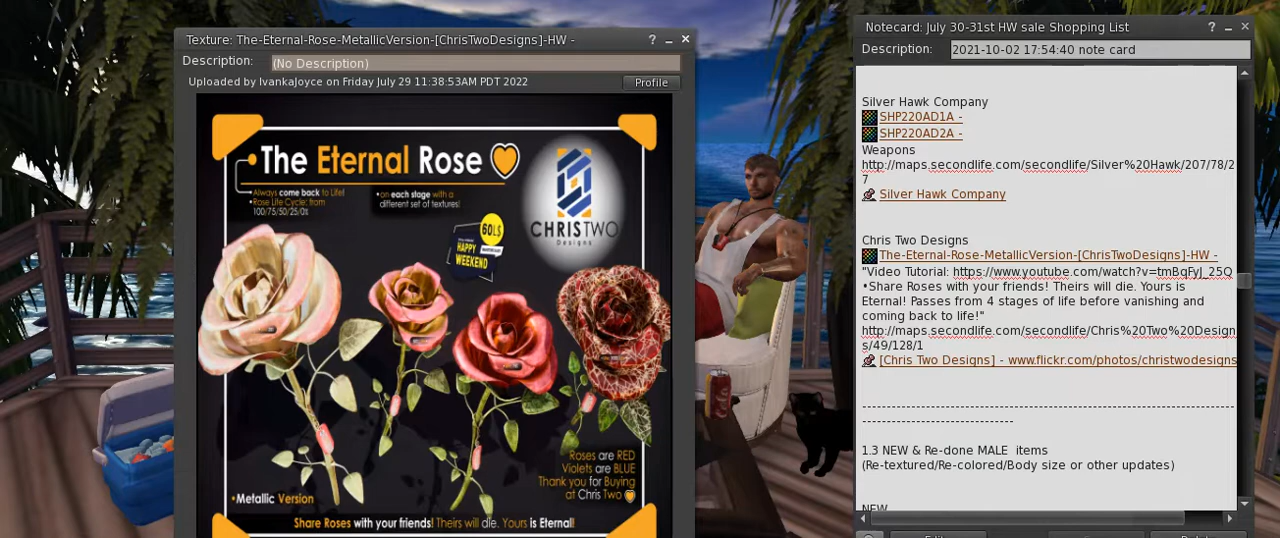 Texture: The-Eternal-Rose-MetallicVersion-[ChrisTwoDesigns]-HW -
Description: (No Description)
Uploaded by IvankaJoyce on Friday July 29 11:38:53AM PDT 2022
Profile
The Eternal Rose
•Always come back to Life!
•Rose Life Cycle: from
100/75/50/25/0%
•on each stage with a
different set of textures!
60L$
HAPPY
WEEKEND
CHRISTWO
Designs
Roses are RED
Violets are BLUE
Thank you for Buying
at Chris Two
•Metallic Version
Share Roses with your friends! Theirs will die. Yours is Eternal!
Notecard: July 30-31st HW sale Shopping List
Description: 2021-10-02 17:54:40 note card
Silver Hawk Company
SHP220AD1A -
SHP220AD2A -
Weapons
http://maps.secondlife.com/secondlife/Silver%20Hawk/207/78/2
7
Silver Hawk Company
Chris Two Designs
The-Eternal-Rose-MetallicVersion-[ChrisTwoDesigns]-HW -
"Video Tutorial: https://www.youtube.com/watch?v=tmBqFyJ_25Q
•Share Roses with your friends! Theirs will die. Yours is
Eternal! Passes from 4 stages of life before vanishing and
coming back to life!"
http://maps.secondlife.com/secondlife/Chris%20Two%20Design
s/49/128/1
[Chris Two Designs] - www.flickr.com/photos/christwodesigns
--------------------------------------------------------------
------------------------------
1.3 NEW & Re-done MALE  items
(Re-textured/Re-colored/Body size or other updates)
NEW